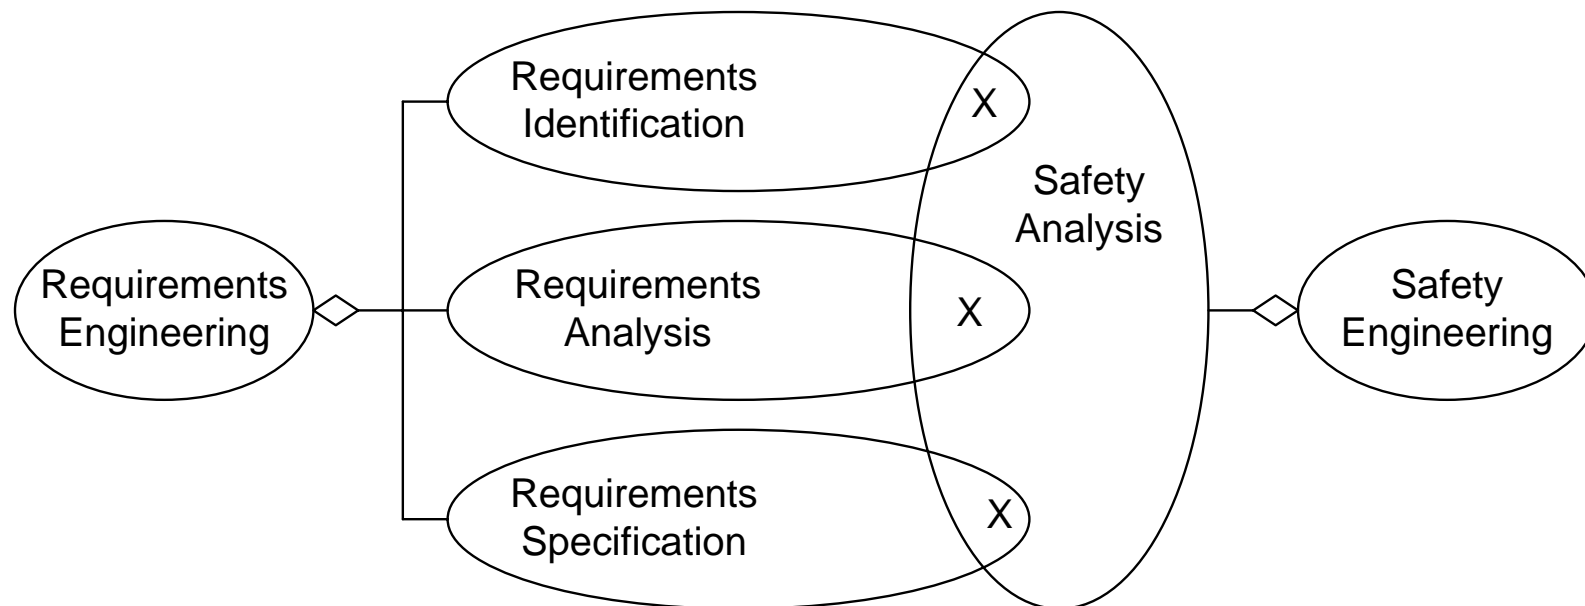 Requirements
Identification
X
Safety
Analysis
Requirements
Engineering
Requirements
Analysis
X
Safety
Engineering
Requirements
Specification
X